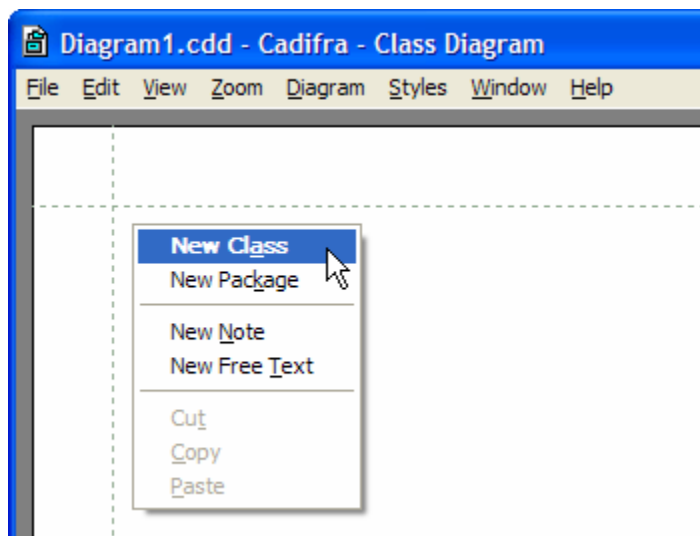 Diagram1.cdd - Cadifra - Class Diagram
File Edit View Zoom Diagram Styles Window Help
New Class
New Package
New Note
New Free Text
Cut
Copy
Paste